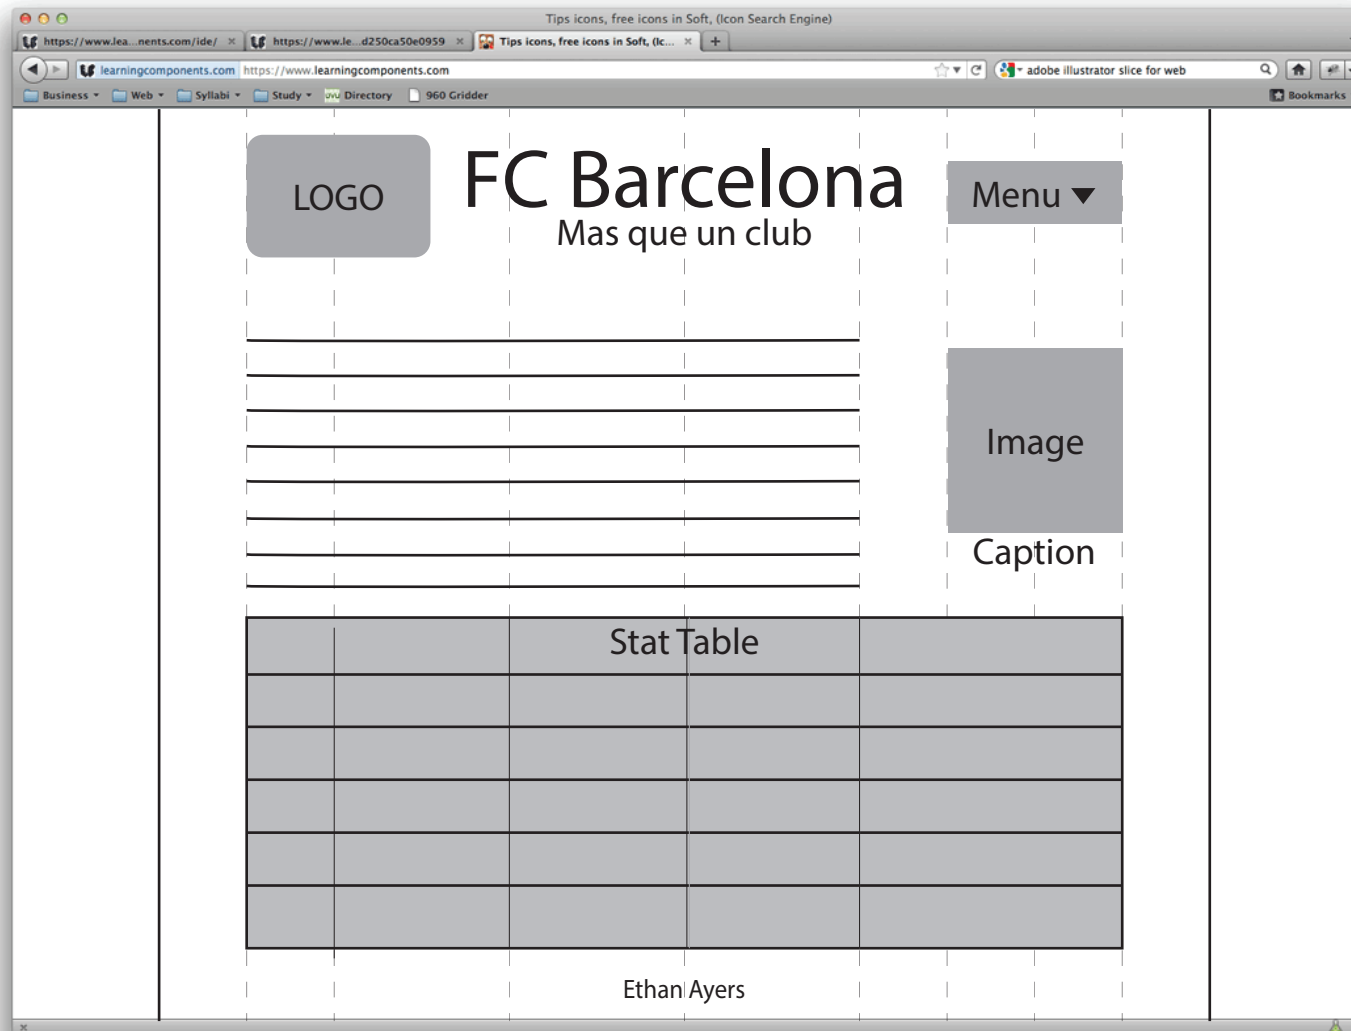 Tips icons, free icons in Soft, (Icon Search Engine)
https://www.lea...nents.com/ide/
https://www.le...d250ca50e0959
Tips icons, free icons in Soft, (Ic...
learningcomponents.com https://www.learningcomponents.com
adobe illustrator slice for web
Business Web Syllabi Study UVU Directory 960 Gridder Bookmarks
LOGO
FC Barcelona
Mas que un club
Menu
Image
Caption
Stat Table
Ethan Ayers